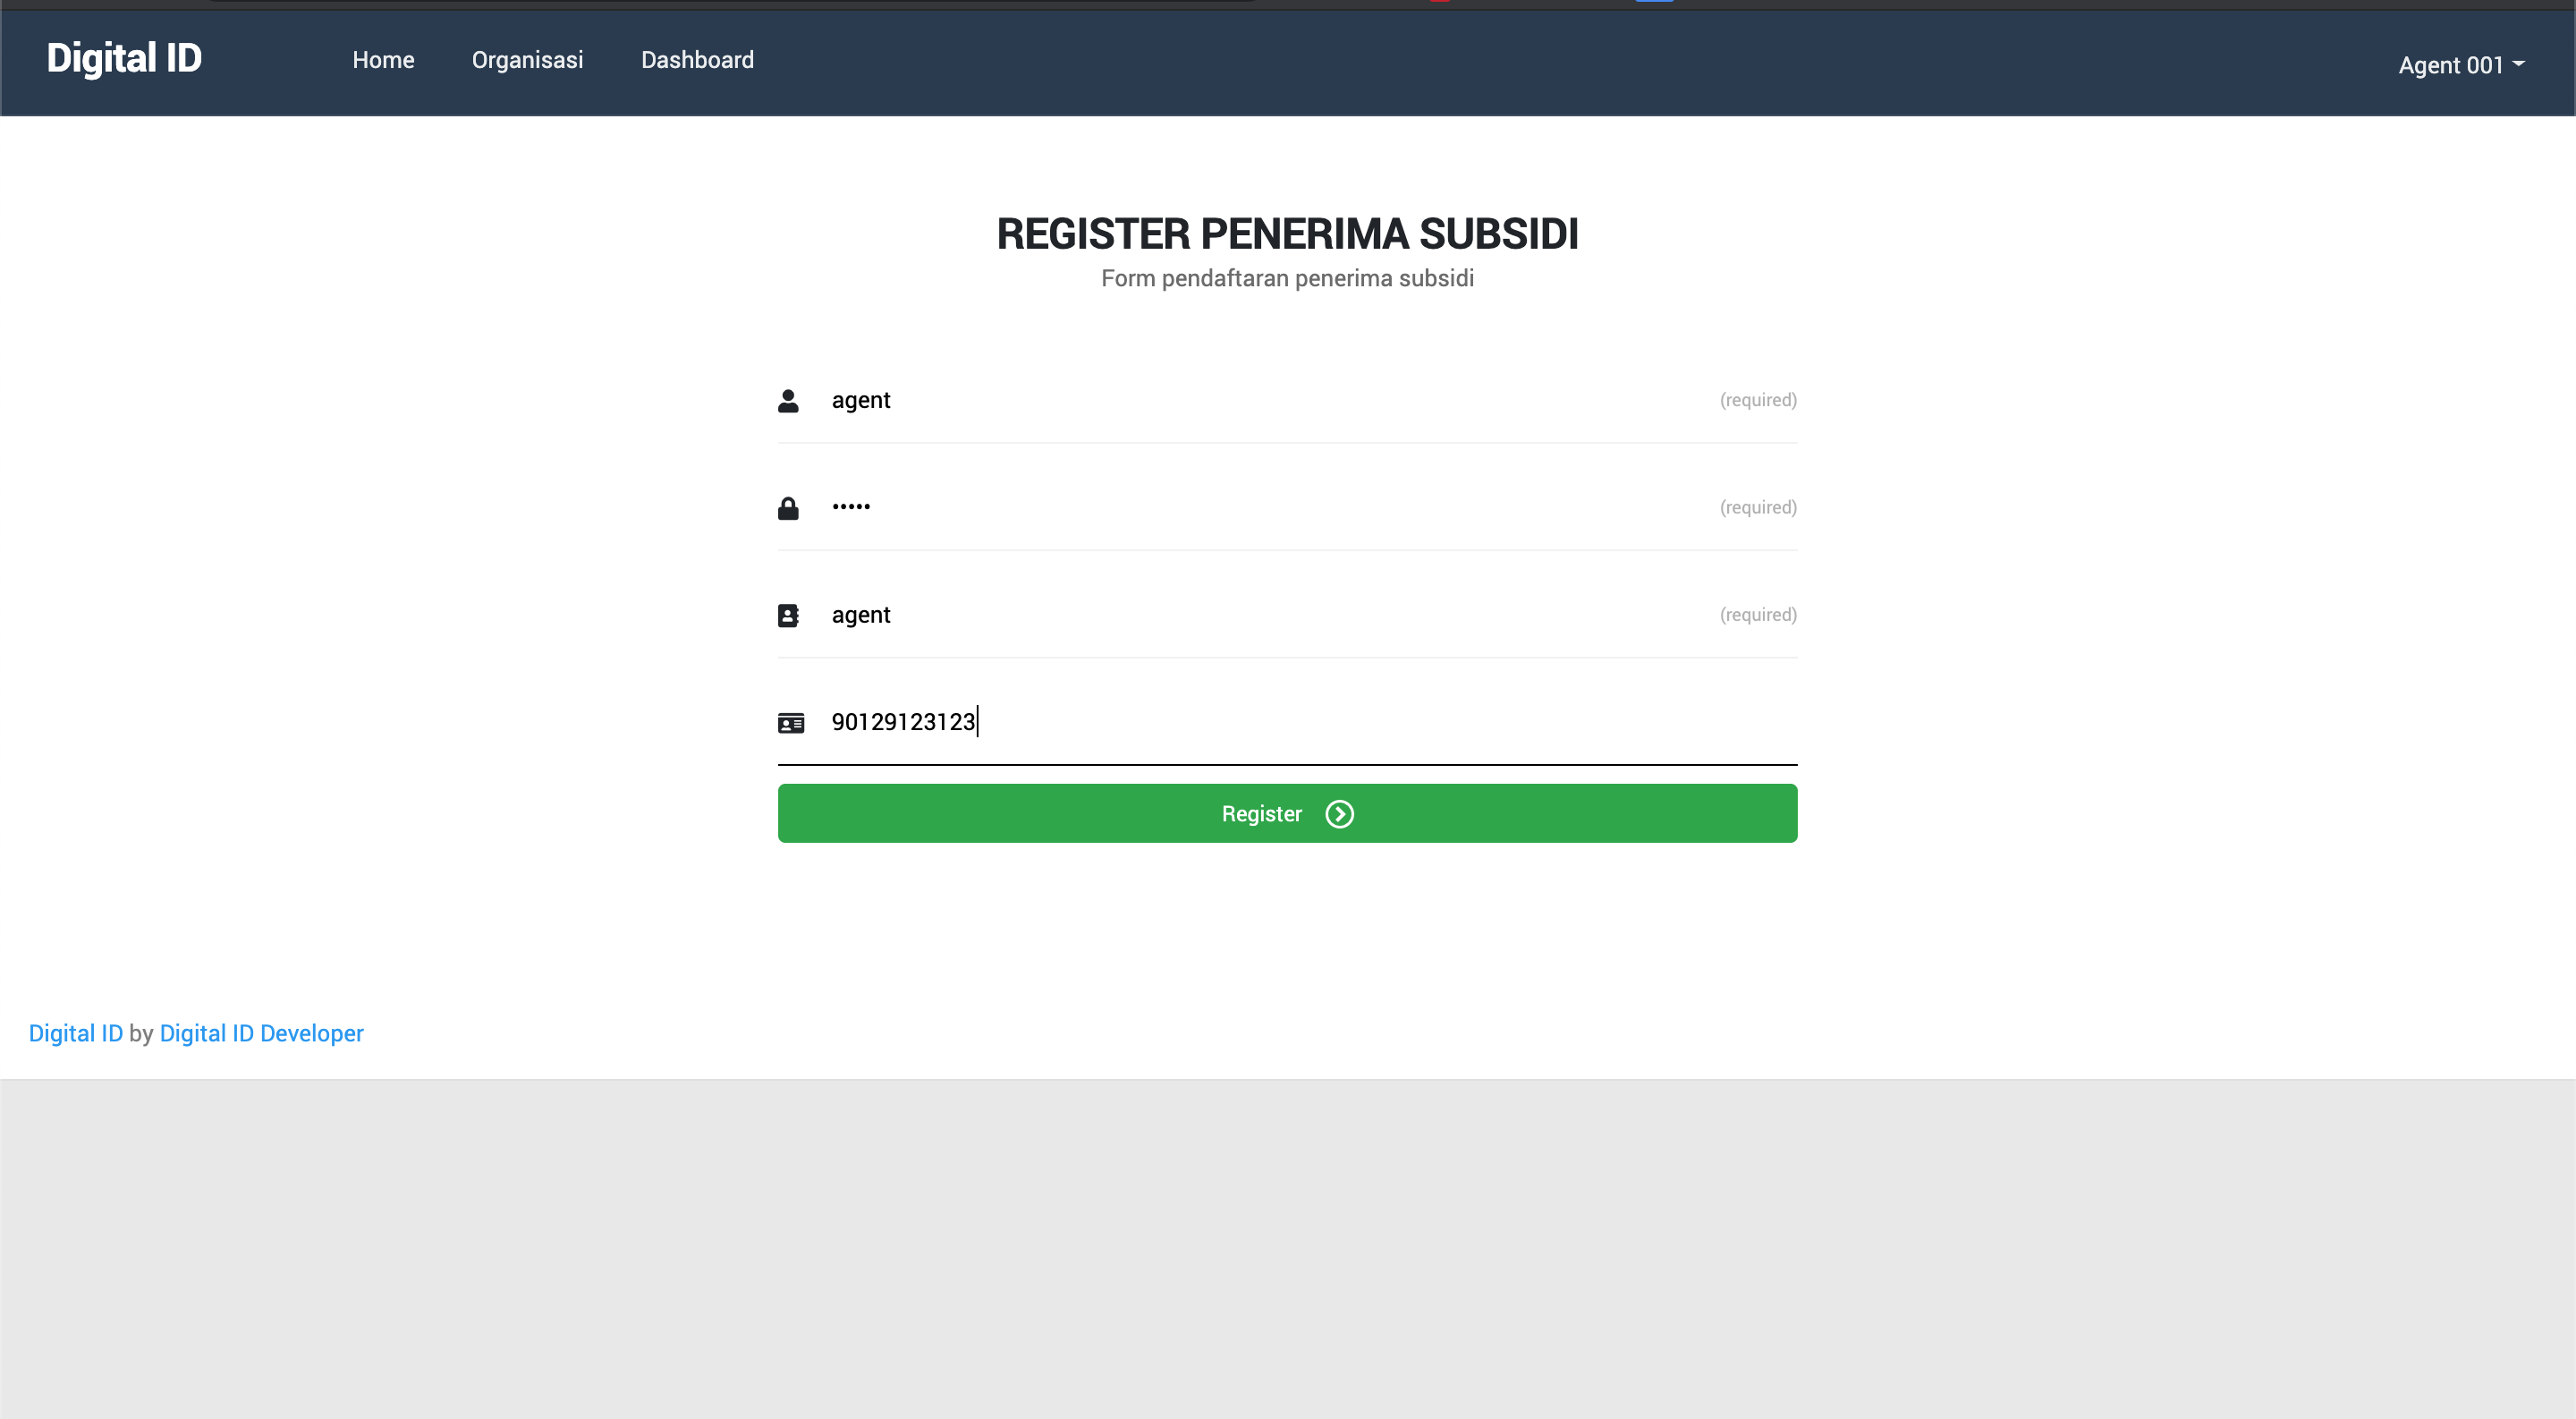 Digital ID
Home Organisasi Dashboard
Agent 001
REGISTER PENERIMA SUBSIDI
Form pendaftaran penerima subsidi
agent (required)
••••• (required)
agent (required)
90129123123
Register
Digital ID by Digital ID Developer